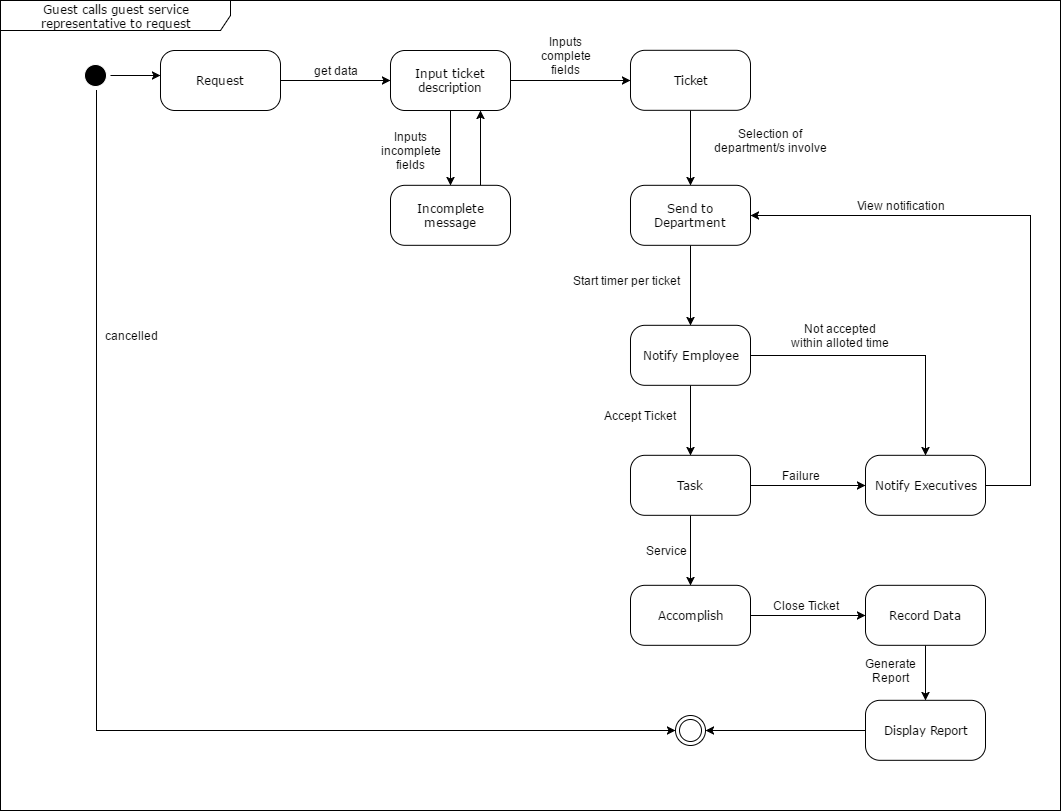 Guest calls guest service
representative to request
Request
get data
Input ticket
description
Inputs
complete
fields
Ticket
Inputs
incomplete
fields
Selection of
department/s involve
Incomplete
message
Send to
Department
View notification
Start timer per ticket
cancelled
Notify Employee
Not accepted
within alloted time
Accept Ticket
Task
Failure
Notify Executives
Service
Accomplish
Close Ticket
Record Data
Generate
Report
Display Report